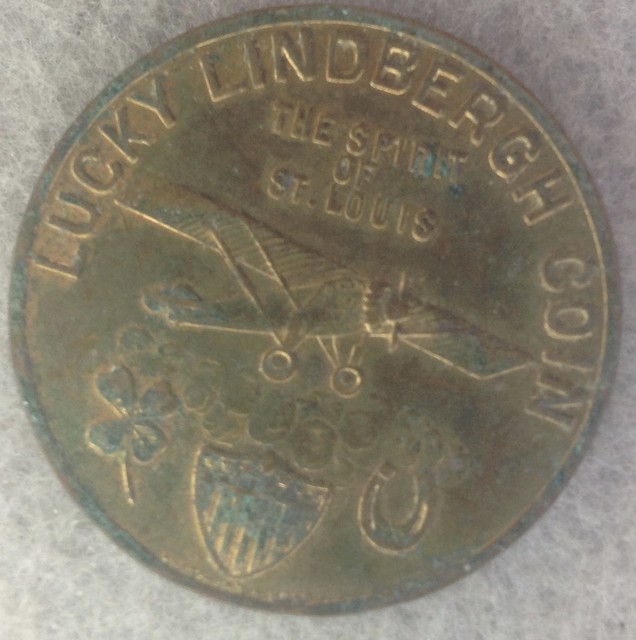 LUCKY LINDBERGH COIN
THE SPIRIT
OF
ST. LOUIS